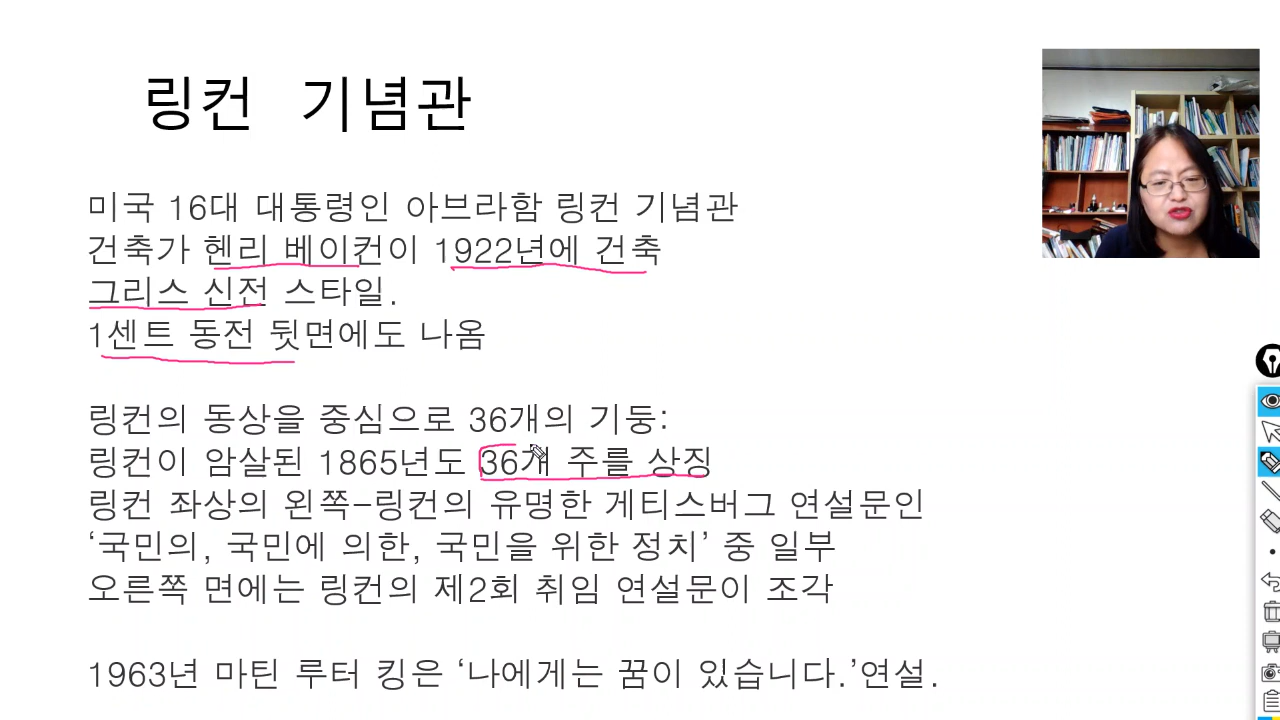 링컨 기념관
미국 16대 대통령인 아브라함 링컨 기념관
건축가 헨리 베이컨이 1922년에 건축
그리스 신전 스타일.
1센트 동전 뒷면에도 나옴
링컨의 동상을 중심으로 36개의 기둥:
링컨이 암살된 1865년도 36개 주를 상징
링컨 좌상의 왼쪽-링컨의 유명한 게티스버그 연설문인
‘국민의, 국민에 의한, 국민을 위한 정치’ 중 일부
오른쪽 면에는 링컨의 제2회 취임 연설문이 조각
1963년 마틴 루터 킹은 ‘나에게는 꿈이 있습니다.’연설.